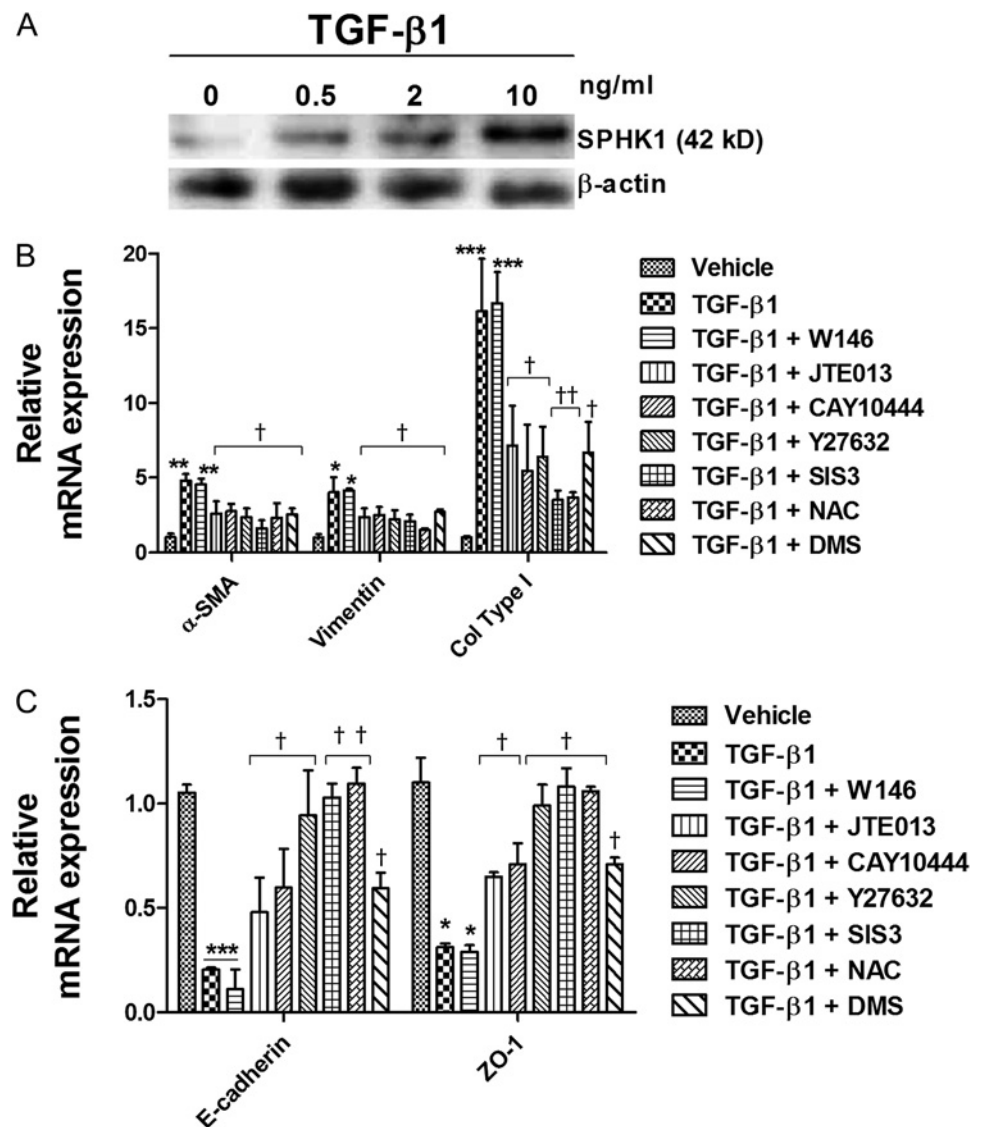 A
TGF-β1
0 0.5 2 10 ng/ml
SPHK1 (42 kD)
β-actin
B
Relative
mRNA expression
20
15
10
5
0
** ** † * * † *** *** † †† †
α-SMA
Vimentin
Col Type I
Vehicle
TGF-β1
TGF-β1 + W146
TGF-β1 + JTE013
TGF-β1 + CAY10444
TGF-β1 + Y27632
TGF-β1 + SIS3
TGF-β1 + NAC
TGF-β1 + DMS
C
Relative
mRNA expression
1.5
1.0
0.5
0.0
*** † † † † * * † † †
E-cadherin
ZO-1
Vehicle
TGF-β1
TGF-β1 + W146
TGF-β1 + JTE013
TGF-β1 + CAY10444
TGF-β1 + Y27632
TGF-β1 + SIS3
TGF-β1 + NAC
TGF-β1 + DMS